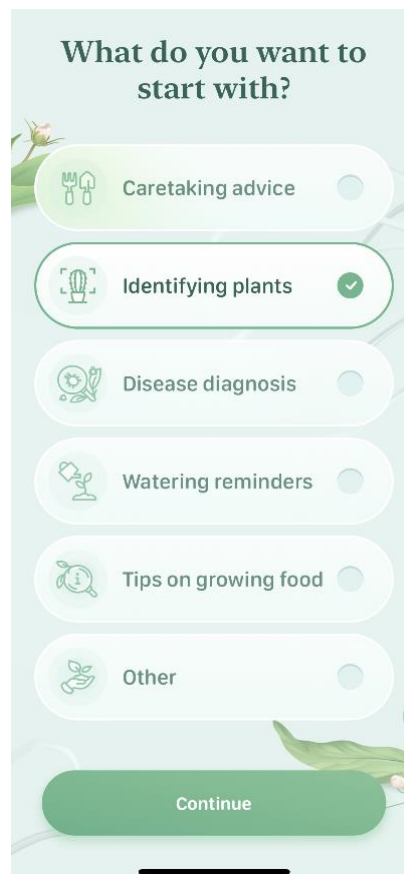 What do you want to
start with?
Caretaking advice
Identifying plants
Disease diagnosis
Watering reminders
Tips on growing food
Other
Continue